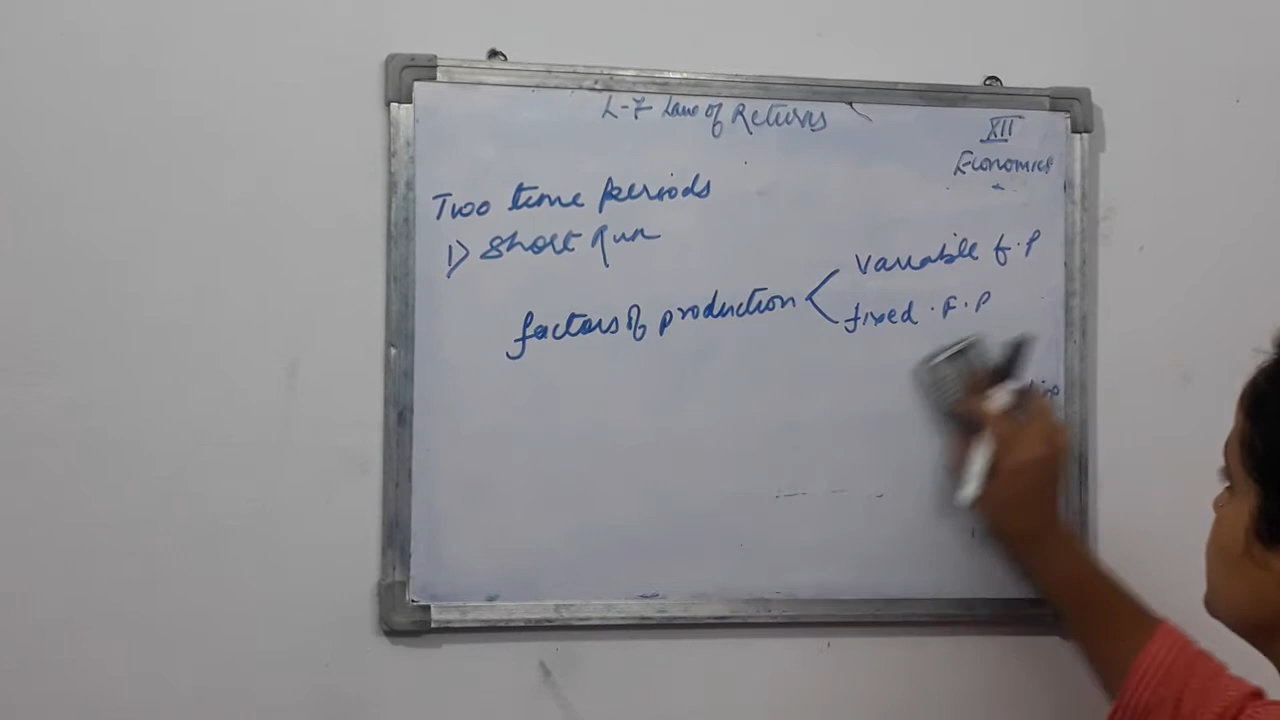 L-7 Law of Returns
XII
Economics
Two time periods
1) Short Run
factors of production
variable f.P
fixed.F.P